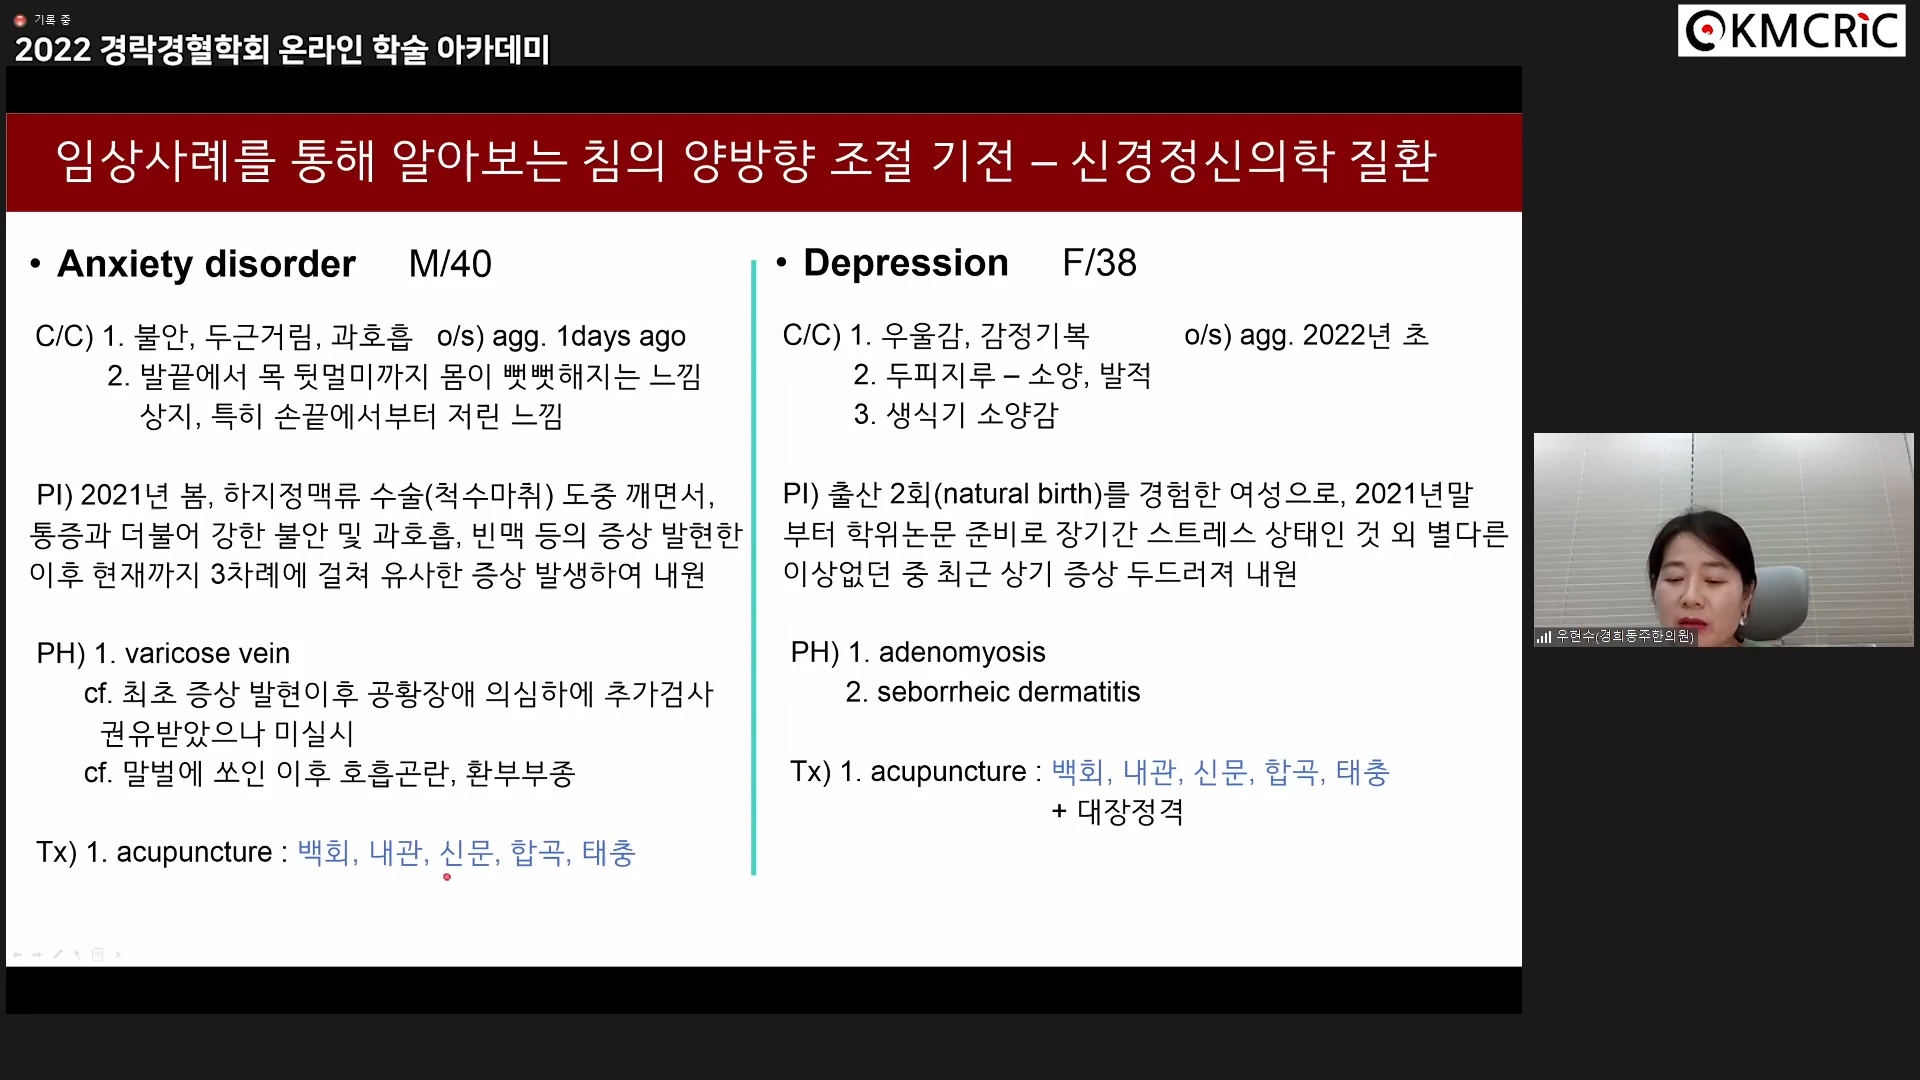 기록 중
2022 경락경혈학회 온라인 학술 아카데미
KMCRiC
임상사례를 통해 알아보는 침의 양방향 조절 기전 – 신경정신의학 질환
• Anxiety disorder M/40
C/C) 1. 불안, 두근거림, 과호흡 o/s) agg. 1days ago
2. 발끝에서 목 뒷멀미까지 몸이 뻣뻣해지는 느낌
상지, 특히 손끝에서부터 저린 느낌
PI) 2021년 봄, 하지정맥류 수술(척수마취) 도중 깨면서,
통증과 더불어 강한 불안 및 과호흡, 빈맥 등의 증상 발현한
이후 현재까지 3차례에 걸쳐 유사한 증상 발생하여 내원
PH) 1. varicose vein
cf. 최초 증상 발현이후 공황장애 의심하에 추가검사
권유받았으나 미실시
cf. 말벌에 쏘인 이후 호흡곤란, 환부부종
Tx) 1. acupuncture : 백회, 내관, 신문, 합곡, 태충
• Depression F/38
C/C) 1. 우울감, 감정기복 o/s) agg. 2022년 초
2. 두피지루 – 소양, 발적
3. 생식기 소양감
PI) 출산 2회(natural birth)를 경험한 여성으로, 2021년말
부터 학위논문 준비로 장기간 스트레스 상태인 것 외 별다른
이상없던 중 최근 상기 증상 두드러져 내원
PH) 1. adenomyosis
2. seborrheic dermatitis
Tx) 1. acupuncture : 백회, 내관, 신문, 합곡, 태충
+ 대장정격
우현수(경희동주한의원)